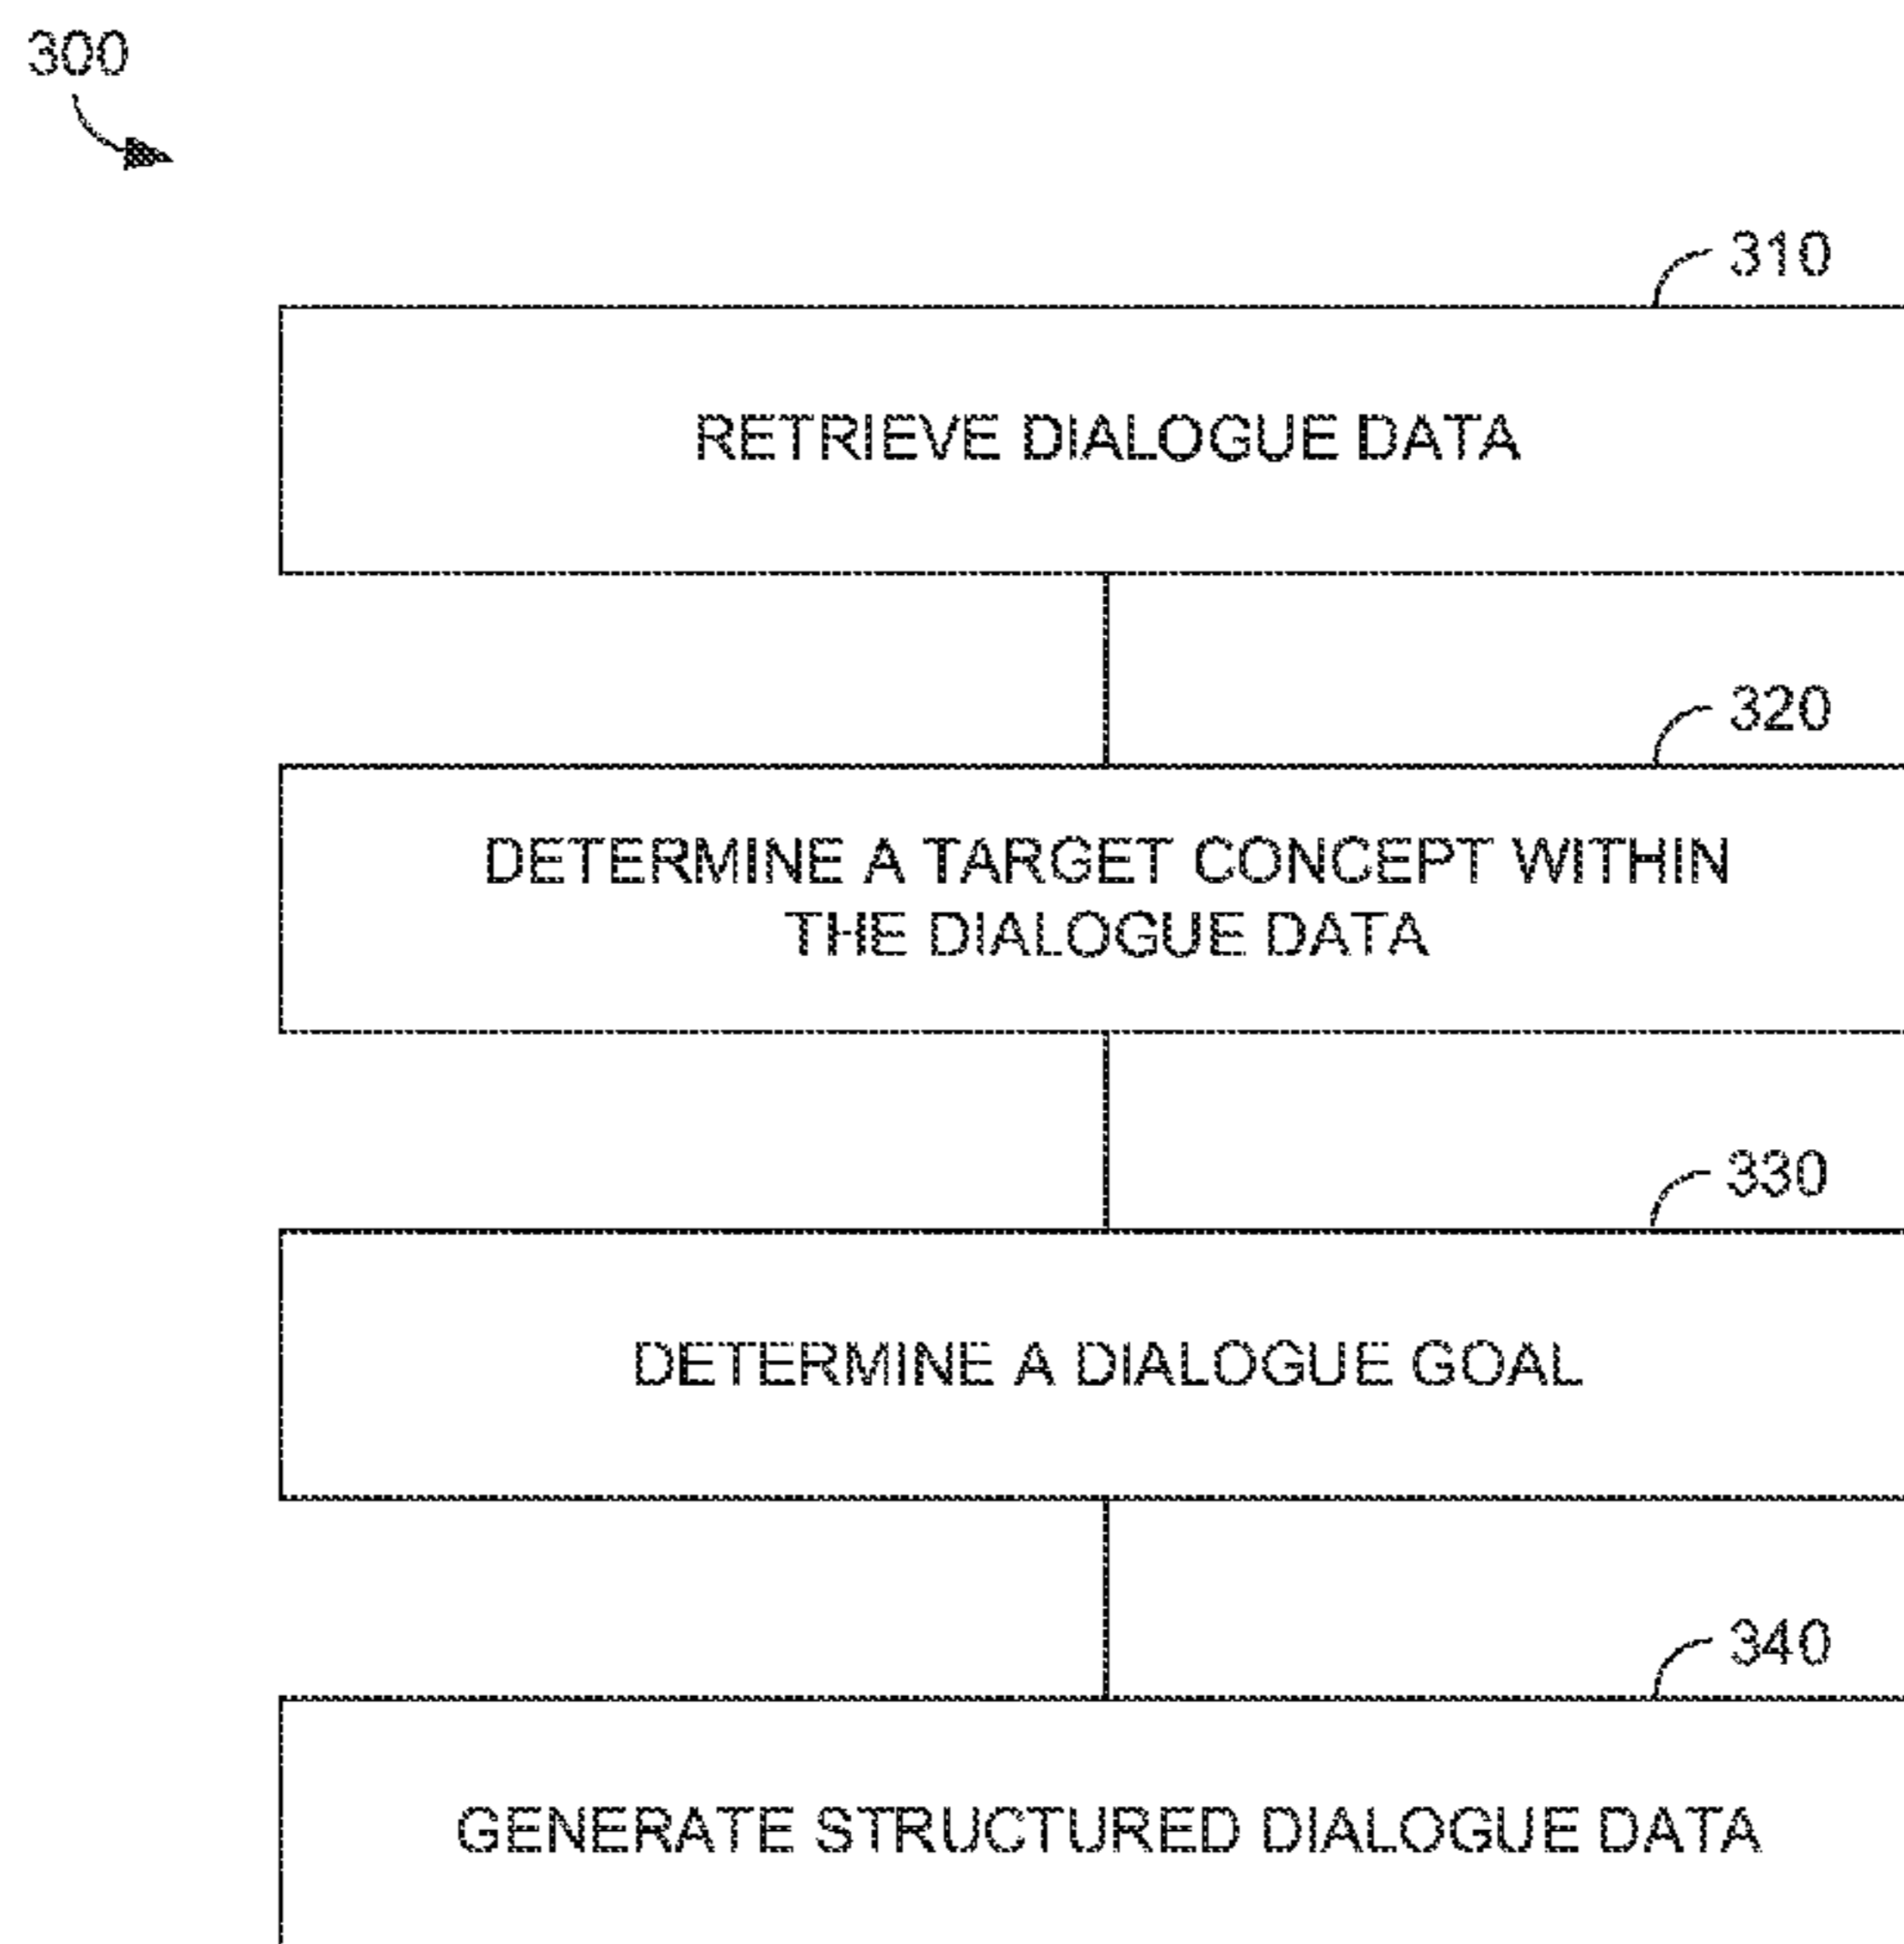 300
310
RETRIEVE DIALOGUE DATA
320
DETERMINE A TARGET CONCEPT WITHIN
THE DIALOGUE DATA
330
DETERMINE A DIALOGUE GOAL
340
GENERATE STRUCTURED DIALOGUE DATA